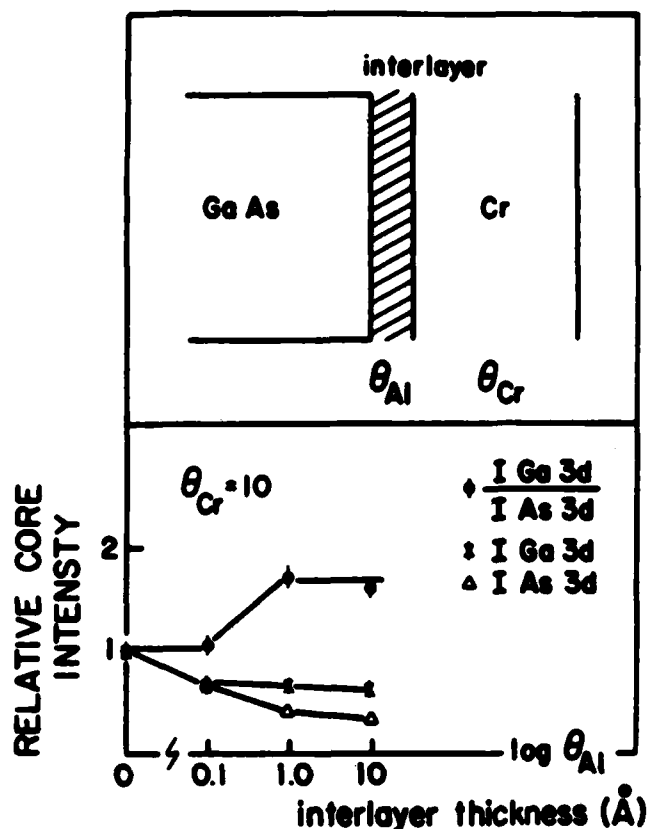 interlayer
Ga As
Cr
θAl
θCr
θCr = 10
I Ga 3d
I As 3d
I Ga 3d
I As 3d
RELATIVE CORE
INTENSTY
2
1
0
0.1
1.0
10
log θAl
interlayer thickness (Å)